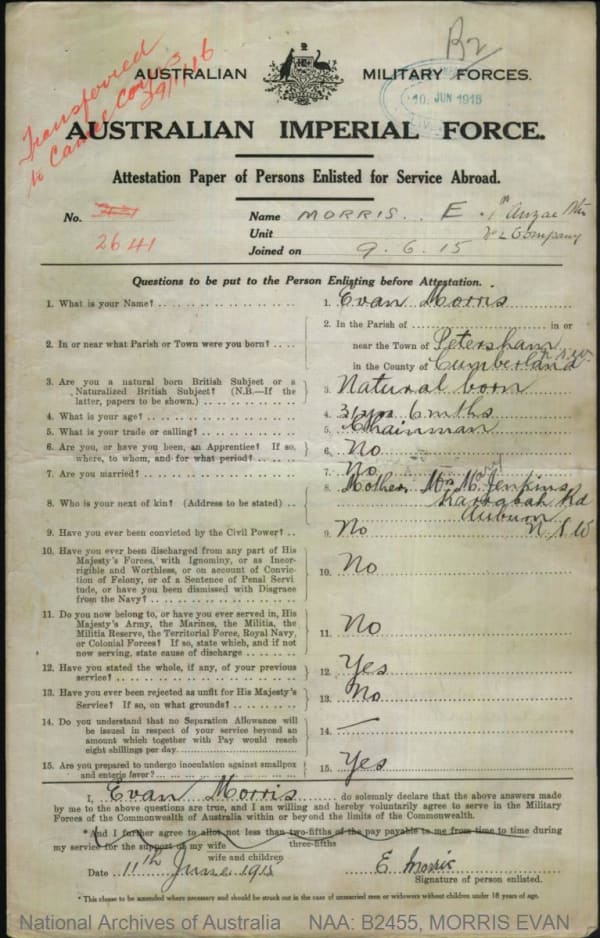 Transferred
to Camel Corps
29/1/16
B2
10 JUN 1915
AUSTRALIAN MILITARY FORCES.
AUSTRALIAN IMPERIAL FORCE.
Attestation Paper of Persons Enlisted for Service Abroad.
No. 2641
Name MORRIS. E. 1st Anzac Btn
Unit Company
Joined on 9.6.15
Questions to be put to the Person Enlisting before Attestation.
1. What is your Name? 1. Evan Morris
2. In or near what Parish or Town were you born? 2. In the Parish of in or
near the Town of Petersham
in the County of Cumberland N.S.W.
3. Are you a natural born British Subject or a
Naturalized British Subject? (N.B.—If the
latter, papers to be shown.) 3. Natural born
4. What is your age? 4. 31 yrs 6 mths
5. What is your trade or calling? 5. Chainman
6. Are you, or have you been, an Apprentice? If so,
where, to whom, and for what period? 6. No
7. Are you married? 7. No
8. Who is your next of kin? (Address to be stated) 8. Mother Mrs M. Jenkins
Karrabah Rd
Auburn
N.S.W
9. Have you ever been convicted by the Civil Power? 9. No
10. Have you ever been discharged from any part of His
Majesty's Forces, with Ignominy, or as Incor-
rigible and Worthless, or on account of Convic-
tion of Felony, or of a Sentence of Penal Servi
tude, or have you been dismissed with Disgrace
from the Navy? 10. No
11. Do you now belong to, or have you ever served in, His
Majesty's Army, the Marines, the Militia, the
Militia Reserve, the Territorial Force, Royal Navy,
or Colonial Forces? If so, state which, and if not
now serving, state cause of discharge 11. No
12. Have you stated the whole, if any, of your previous
service? 12. Yes
13. Have you ever been rejected as unfit for His Majesty's
Service? If so, on what grounds? 13. No
14. Do you understand that no Separation Allowance will
be issued in respect of your service beyond an
amount which together with Pay would reach
eight shillings per day. 14. —
15. Are you prepared to undergo inoculation against smallpox
and enteric fever? 15. Yes
I, Evan Morris do solemnly declare that the above answers made
by me to the above questions are true, and I am willing and hereby voluntarily agree to serve in the Military
Forces of the Commonwealth of Australia within or beyond the limits of the Commonwealth.
*And I further agree to allot not less than two-fifths of the pay payable to me from time to time during
three-fifths
my service for the support of my wife
wife and children
Date 11th June 1915 E. Morris
Signature of person enlisted.
* This clause to be amended where necessary and should be struck out in the case of unmarried men or widowers without children under 18 years of age.
National Archives of Australia NAA: B2455, MORRIS EVAN